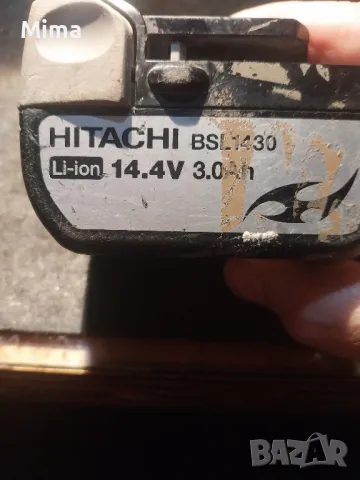 Mima
HITACHI BSL1430
Li-ion 14.4V 3.0Ah
BAZAR